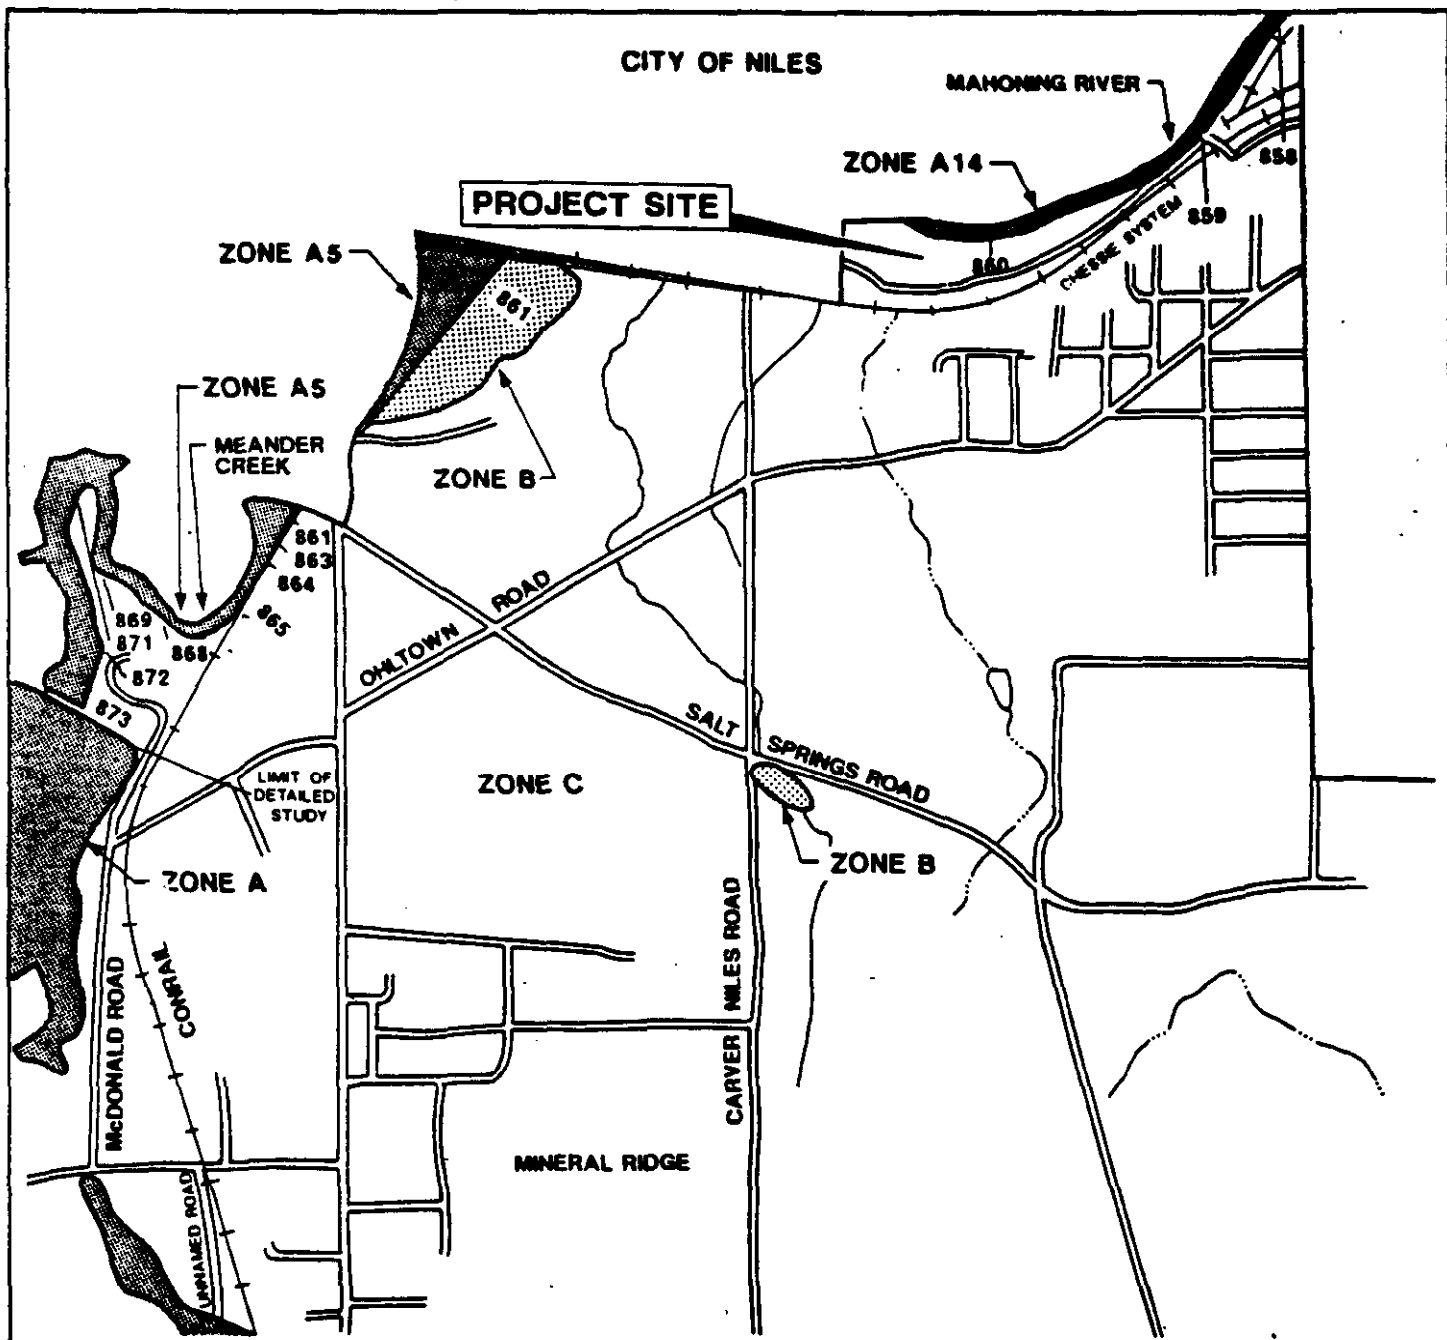 CITY OF NILES
MAHONING RIVER
ZONE A14
858
PROJECT SITE
859
CHESSIE SYSTEM
ZONE A5
860
861
ZONE A5
MEANDER
CREEK
ZONE B
861
863
864
865
869
871
868
872
873
OHLTOWN ROAD
SALT SPRINGS ROAD
LIMIT OF
DETAILED
STUDY
ZONE C
ZONE B
ZONE A
McDONALD ROAD
CONRAIL
CARVER NILES ROAD
MINERAL RIDGE
UNNAMED ROAD